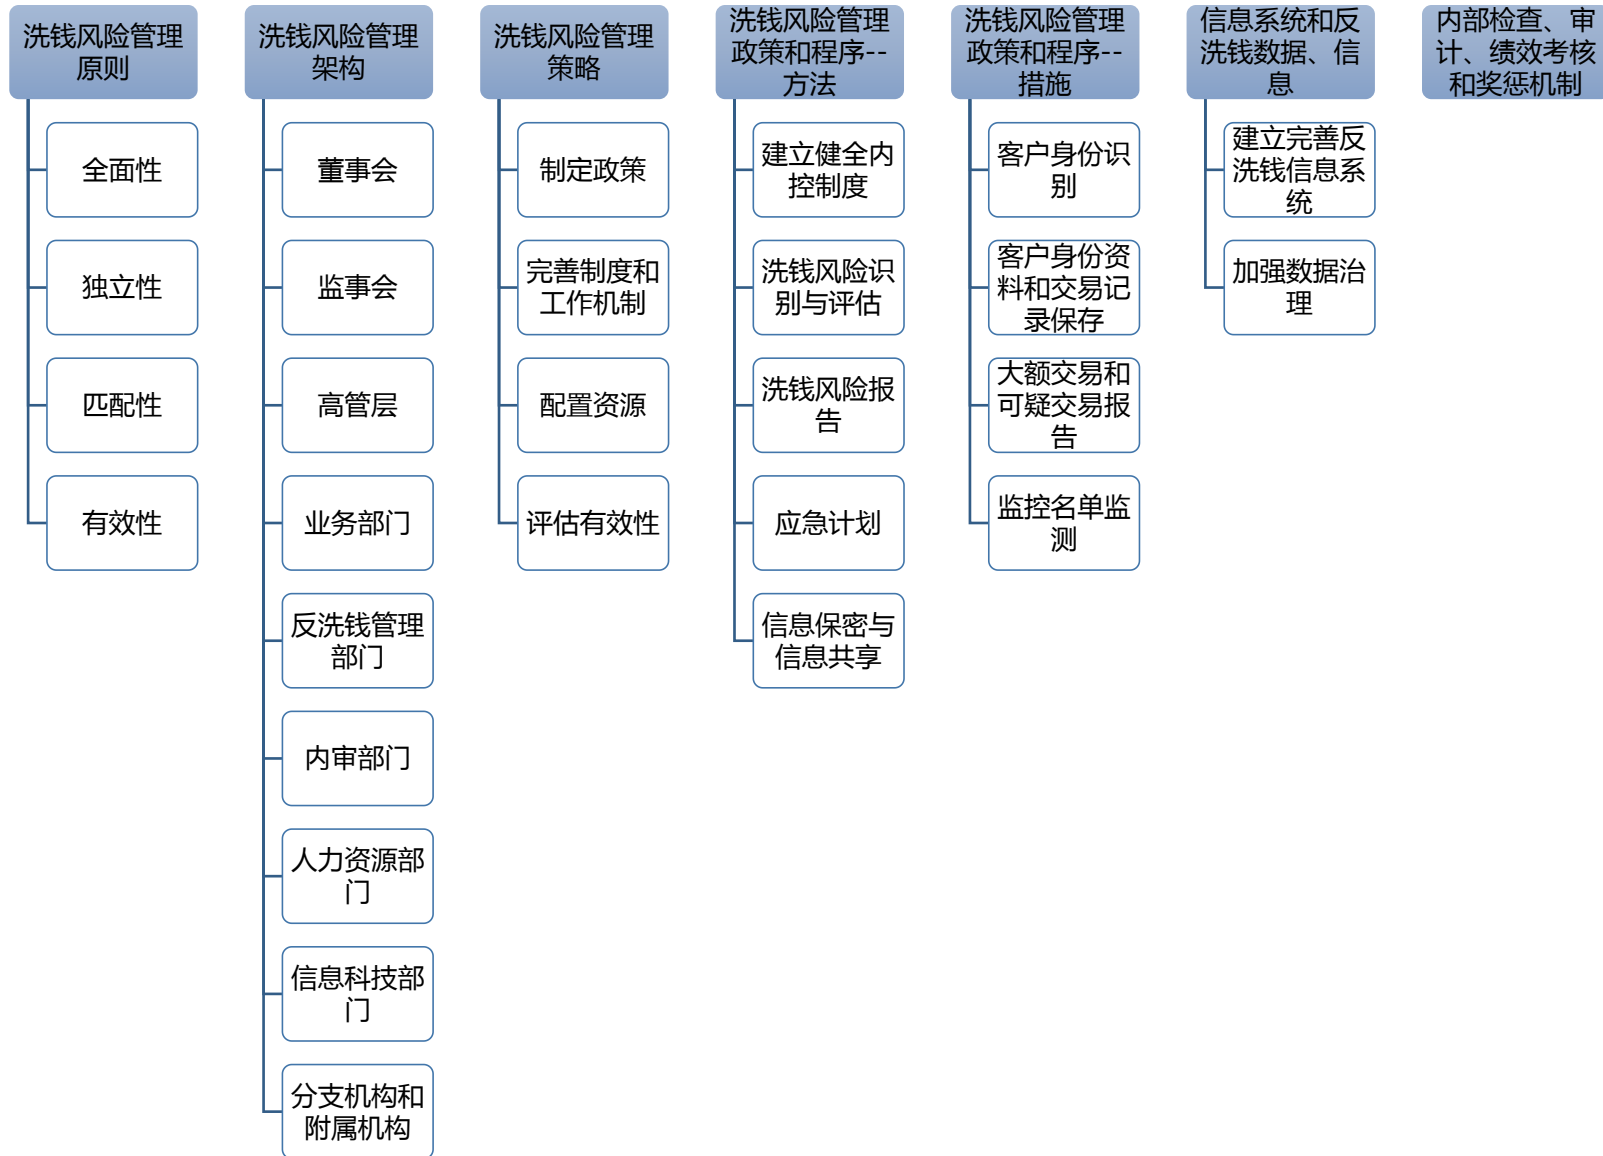 洗钱风险管理
原则
全面性
独立性
匹配性
有效性
洗钱风险管理
架构
董事会
监事会
高管层
业务部门
反洗钱管理
部门
内审部门
人力资源部
门
信息科技部
门
分支机构和
附属机构
洗钱风险管理
策略
制定政策
完善制度和
工作机制
配置资源
评估有效性
洗钱风险管理
政策和程序--
方法
建立健全内
控制度
洗钱风险识
别与评估
洗钱风险报
告
应急计划
信息保密与
信息共享
洗钱风险管理
政策和程序--
措施
客户身份识
别
客户身份资
料和交易记
录保存
大额交易和
可疑交易报
告
监控名单监
测
信息系统和反
洗钱数据、信
息
建立完善反
洗钱信息系
统
加强数据治
理
内部检查、审
计、绩效考核
和奖惩机制